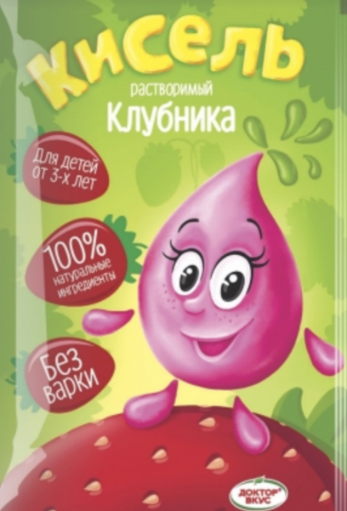 Кисель
растворимый
Клубника
Для детей
от 3-х лет
100%
натуральные
ингредиенты
Без
варки
ДОКТОР
ВКУС